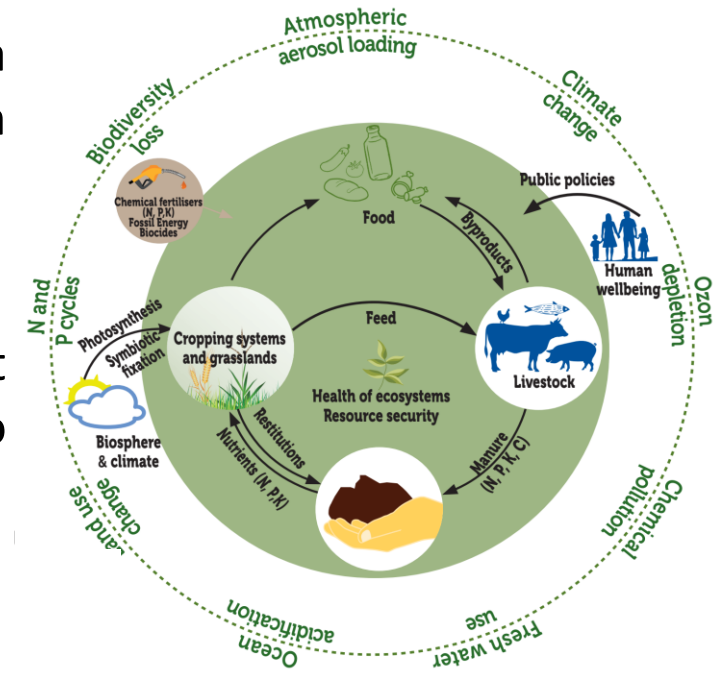 Atmospheric
aerosol loading
Climate
change
Ozon
depletion
Chemical
pollution
Fresh water
use
Ocean
acidification
and use
change
N and
P cycles
Biodiversity
loss
Chemical fertilisers
(N, P,K)
Fossil Energy
Biocides
Food
Byproducts
Public policies
Human
wellbeing
Photosynthesis
Symbiotic
fixation
Cropping systems
and grasslands
Feed
Livestock
Health of ecosystems
Resource security
Biosphere
& climate
Restitutions
Nutrients (N, P,K)
Manure
(N, P, K, C)
n
n
t